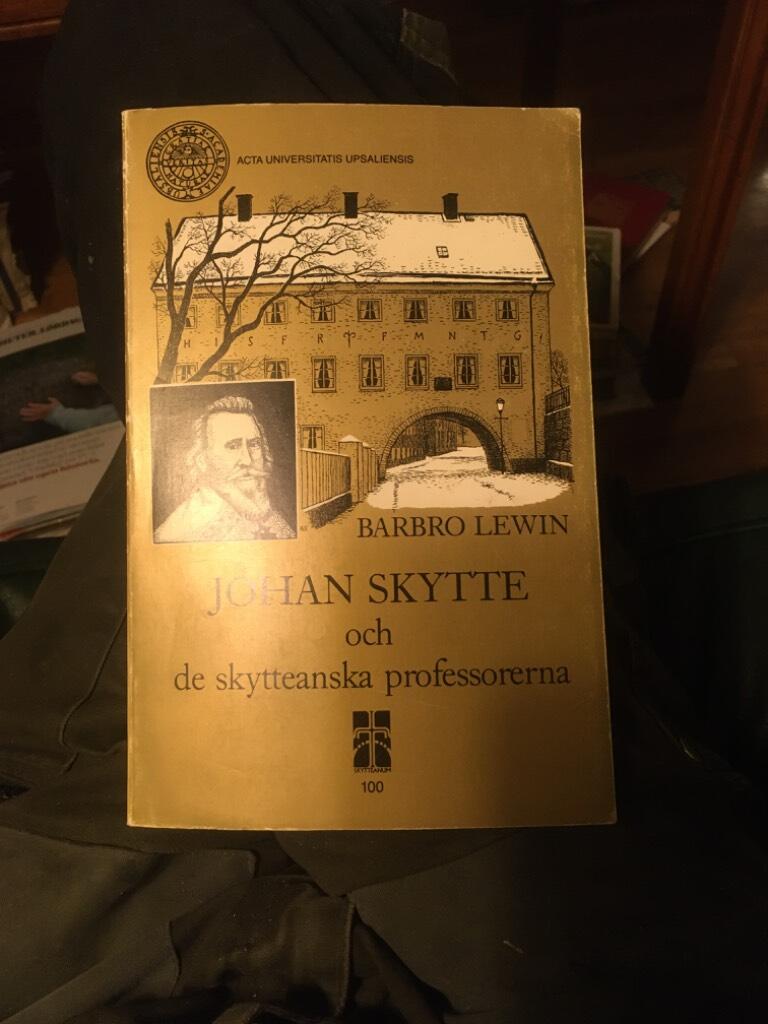 ACTA UNIVERSITATIS UPSALIENSIS
H I S F R T F M N T G
BARBRO LEWIN
JOHAN SKYTTE
och
de skytteanska professorerna
SKYTTEANUM
100